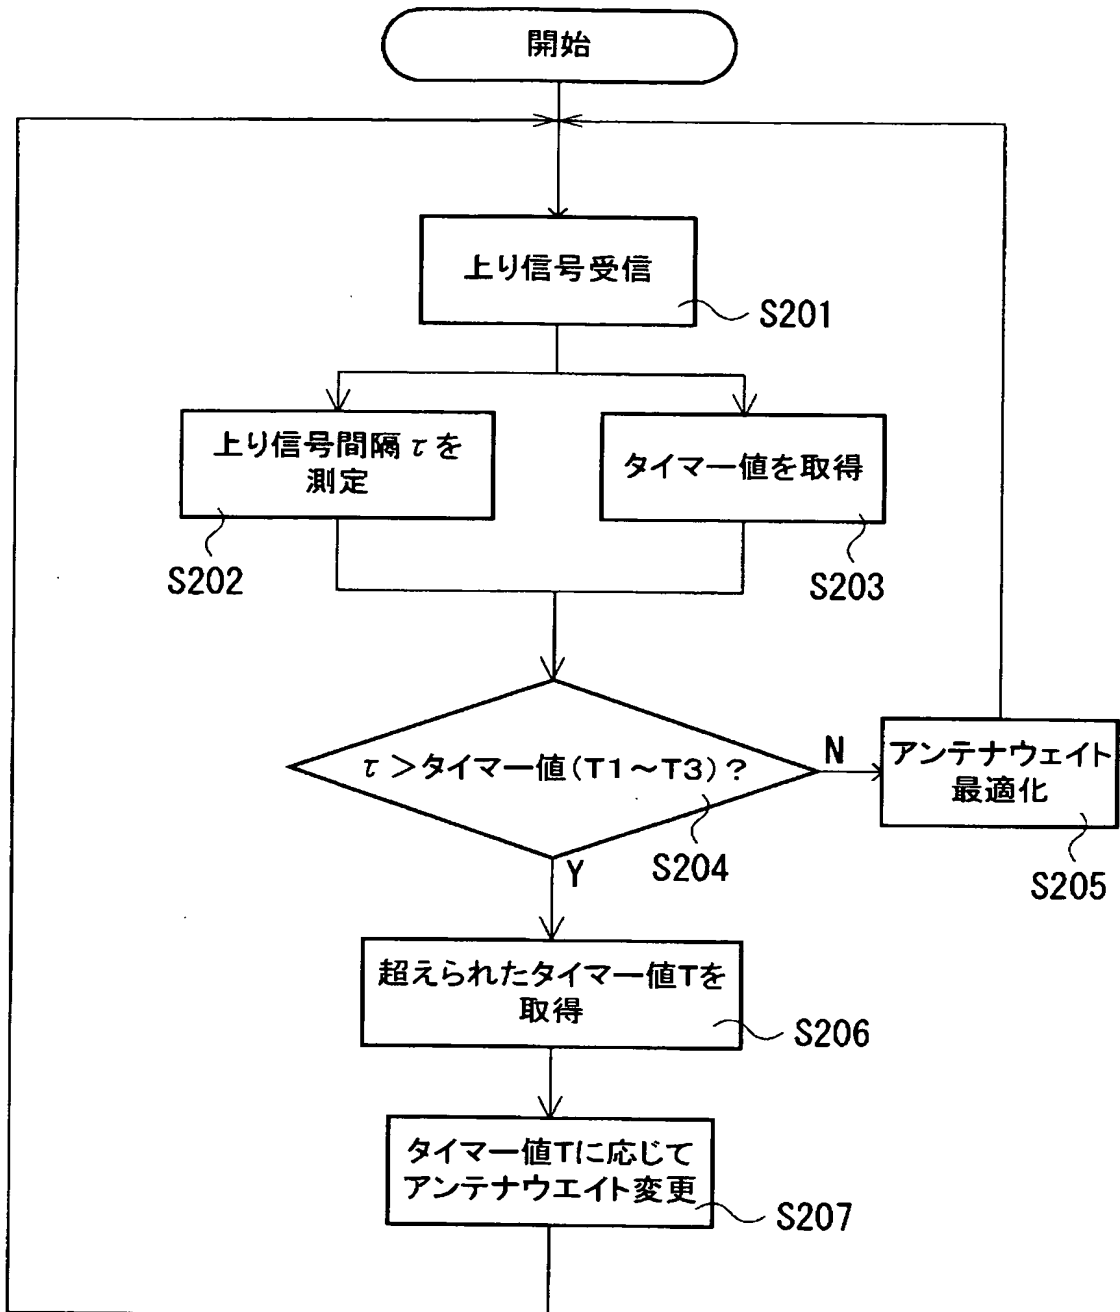 開始
上り信号受信
S201
上り信号間隔τを
測定
S202
タイマー値を取得
S203
τ>タイマー値(T1~T3)?
S204
N
アンテナウェイト
最適化
S205
Y
超えられたタイマー値Tを
取得
S206
タイマー値Tに応じて
アンテナウエイト変更
S207